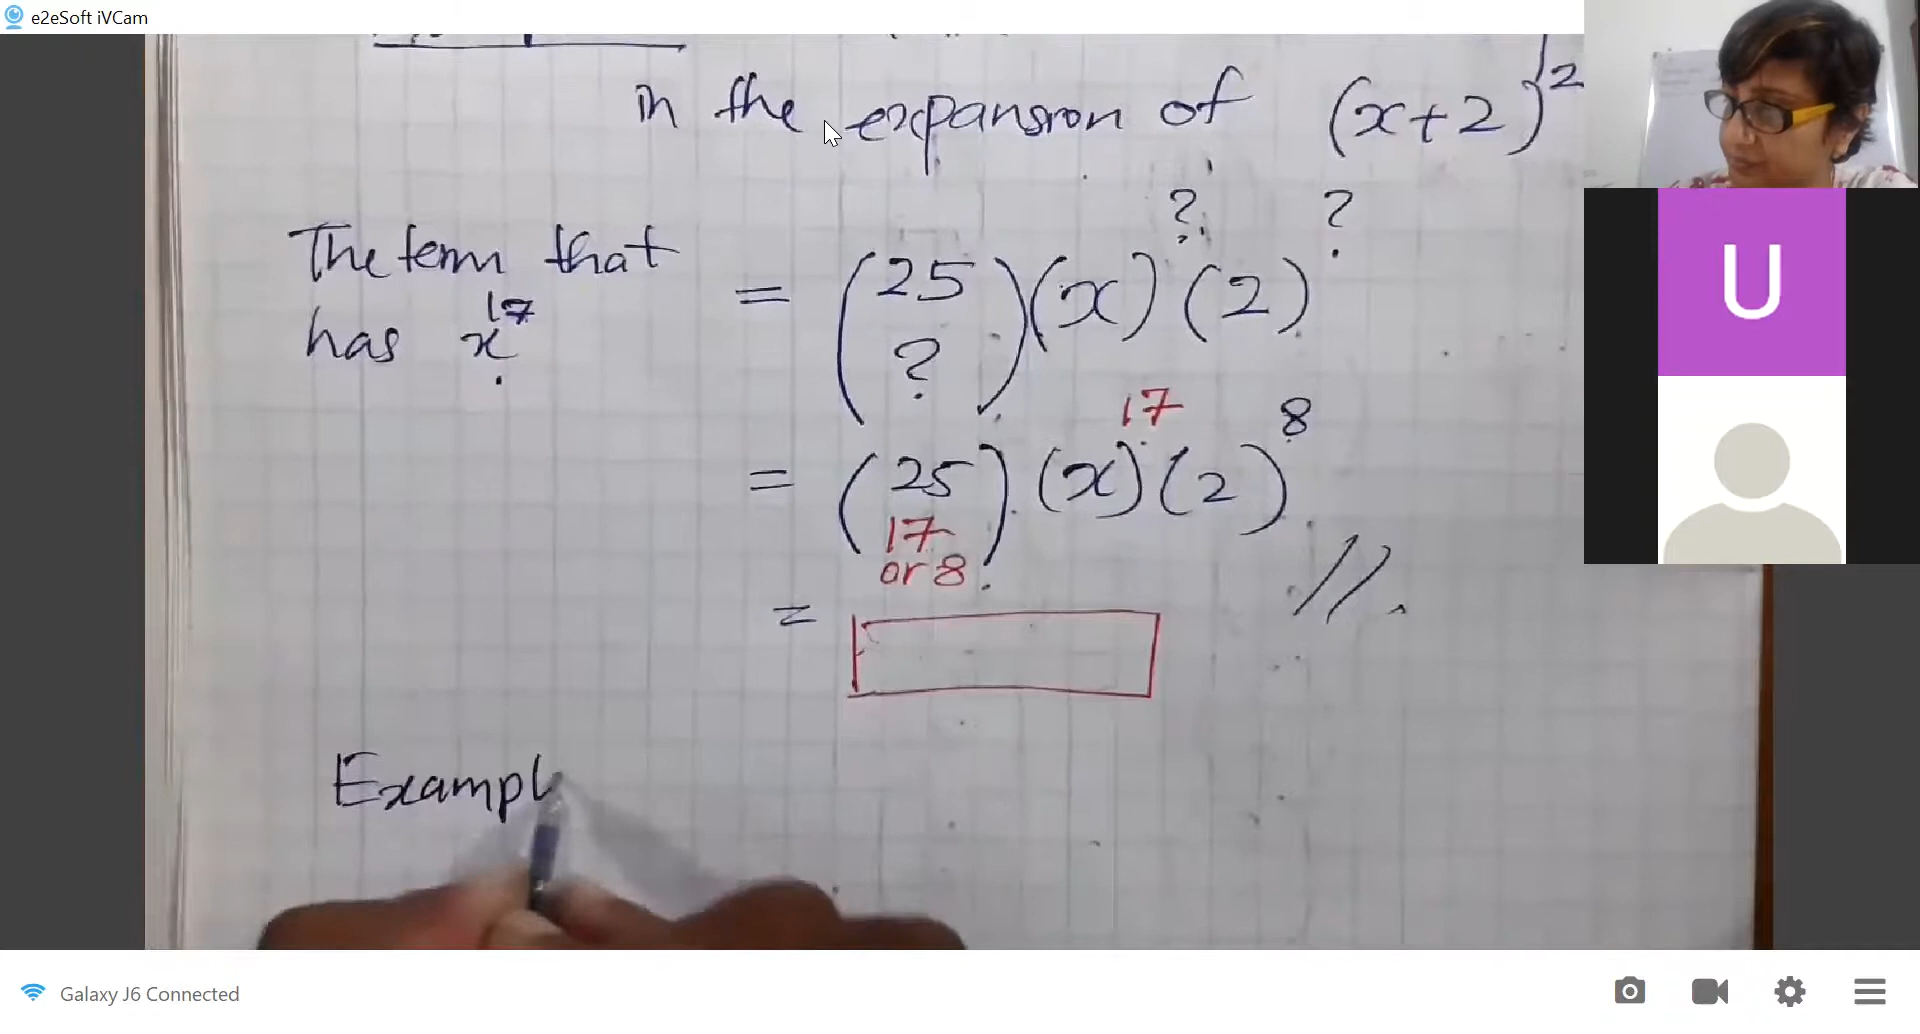 e2eSoft iVCam
in the expansion of (x+2)^2
The term that
has x^17
= (25 ?) (x)^? (2)^?
= (25 17 or 8) (x)^17 (2)^8
=
Exampl
U
Galaxy J6 Connected